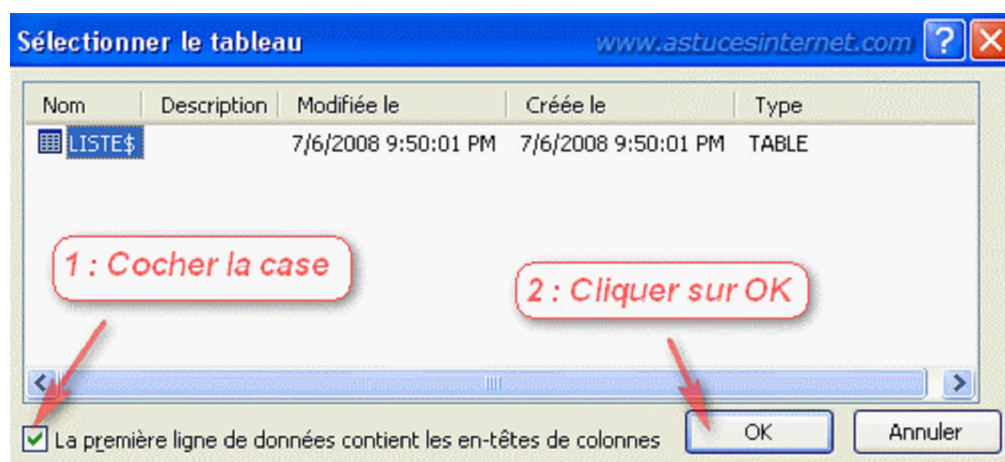 Sélectionner le tableau www.astucesinternet.com
Nom Description Modifiée le Créée le Type
LISTE$ 7/6/2008 9:50:01 PM 7/6/2008 9:50:01 PM TABLE
1 : Cocher la case
2 : Cliquer sur OK
La première ligne de données contient les en-têtes de colonnes OK Annuler